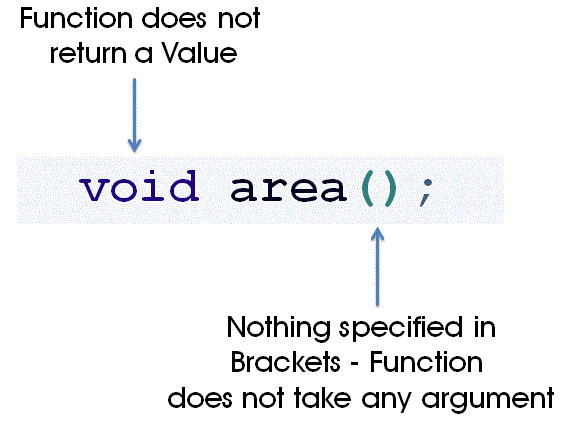 Function does not
return a Value
void area();
Nothing specified in
Brackets - Function
does not take any argument